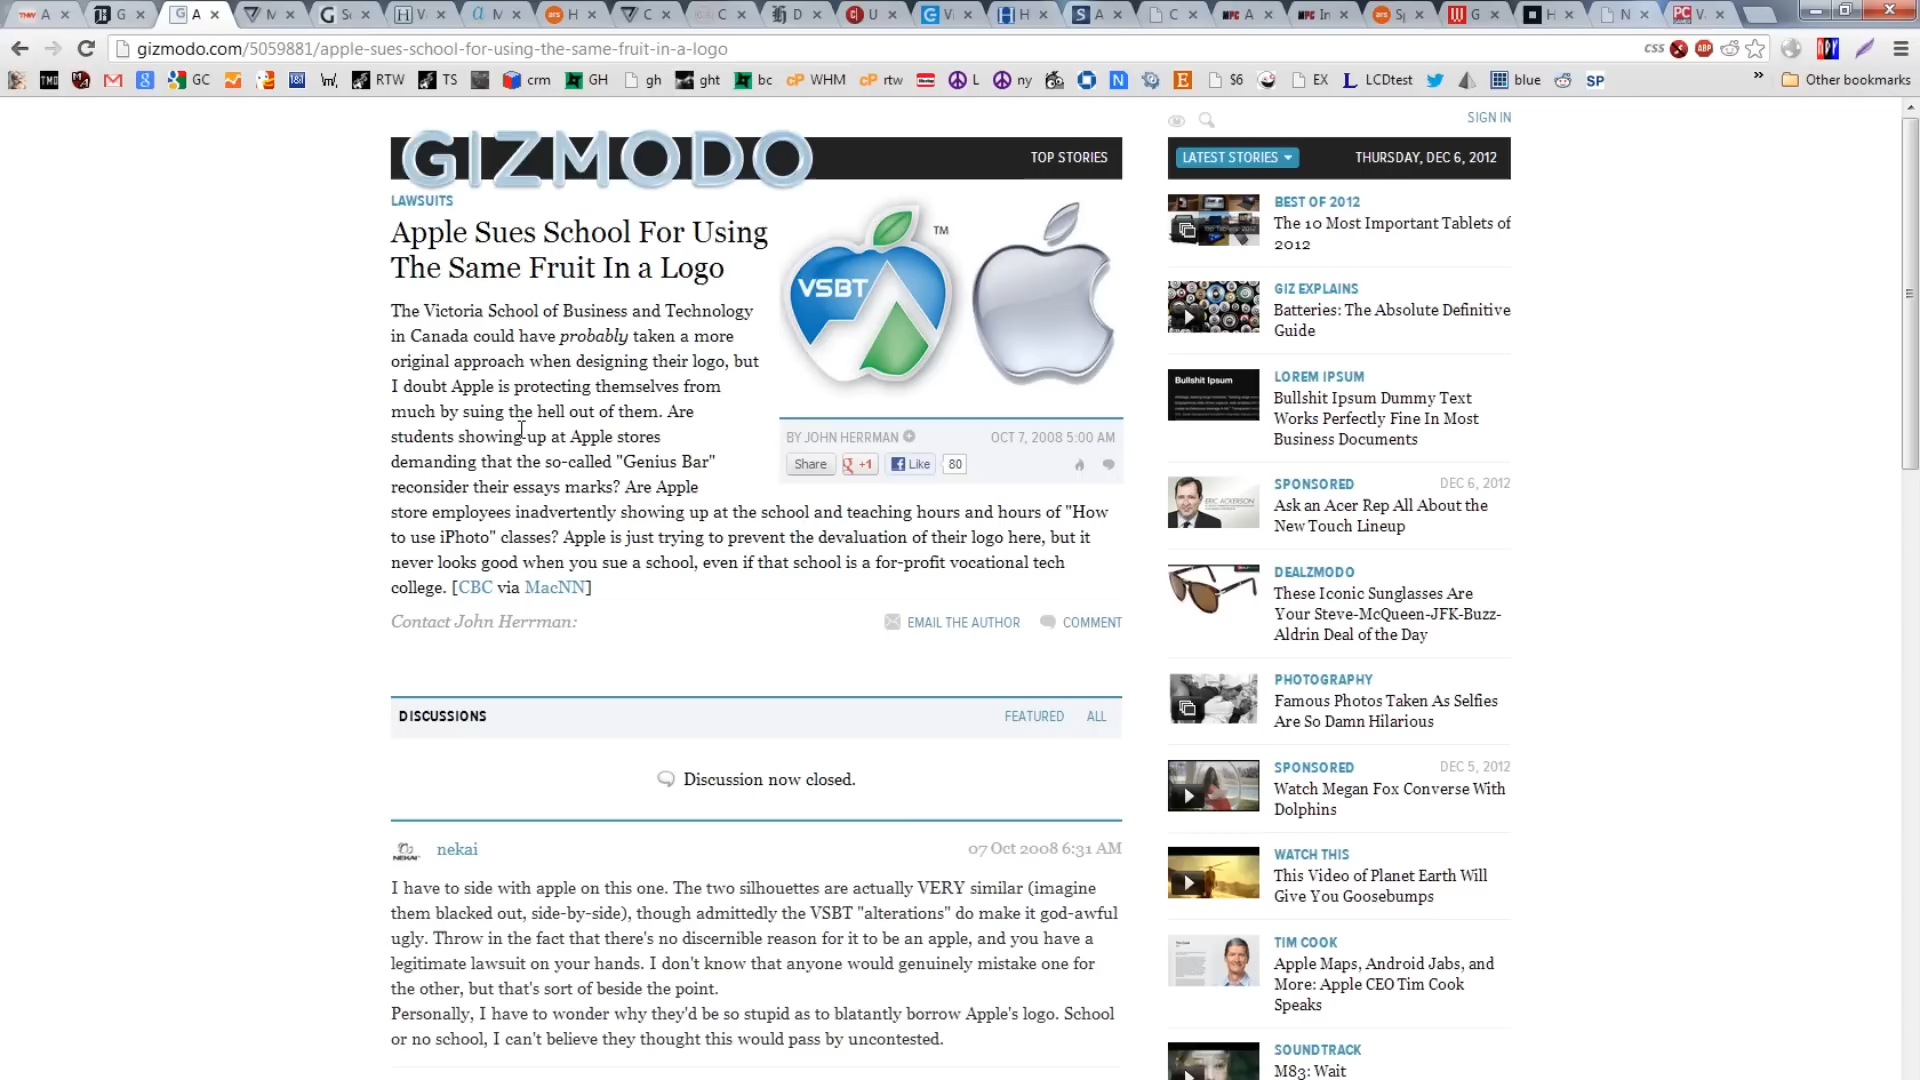 A
G
A
M
G
S
H
V
M
H
C
C
D
U
V
H
A
C
A
In
S
G
H
N
V
gizmodo.com/5059881/apple-sues-school-for-using-the-same-fruit-in-a-logo
CSS
ABP
GC
RTW
TS
crm
GH
gh
ght
bc
WHM
rtw
L
ny
S6
EX
LCDtest
blue
SP
Other bookmarks
SIGN IN
GIZMODO
TOP STORIES
LAWSUITS
Apple Sues School For Using
The Same Fruit In a Logo
VSBT
TM
The Victoria School of Business and Technology
in Canada could have probably taken a more
original approach when designing their logo, but
I doubt Apple is protecting themselves from
much by suing the hell out of them. Are
students showing up at Apple stores
demanding that the so-called "Genius Bar"
reconsider their essays marks? Are Apple
store employees inadvertently showing up at the school and teaching hours and hours of "How
to use iPhoto" classes? Apple is just trying to prevent the devaluation of their logo here, but it
never looks good when you sue a school, even if that school is a for-profit vocational tech
college. [CBC via MacNN]
BY JOHN HERRMAN
OCT 7, 2008 5:00 AM
Share
g +1
Like
80
Contact John Herrman:
EMAIL THE AUTHOR
COMMENT
DISCUSSIONS
FEATURED
ALL
Discussion now closed.
nekai
07 Oct 2008 6:31 AM
I have to side with apple on this one. The two silhouettes are actually VERY similar (imagine
them blacked out, side-by-side), though admittedly the VSBT "alterations" do make it god-awful
ugly. Throw in the fact that there's no discernible reason for it to be an apple, and you have a
legitimate lawsuit on your hands. I don't know that anyone would genuinely mistake one for
the other, but that's sort of beside the point.
Personally, I have to wonder why they'd be so stupid as to blatantly borrow Apple's logo. School
or no school, I can't believe they thought this would pass by uncontested.
LATEST STORIES
THURSDAY, DEC 6, 2012
BEST OF 2012
The 10 Most Important Tablets of
2012
GIZ EXPLAINS
Batteries: The Absolute Definitive
Guide
Bullshit Ipsum
LOREM IPSUM
Bullshit Ipsum Dummy Text
Works Perfectly Fine In Most
Business Documents
ERIC ACKERSON
SPONSORED
DEC 6, 2012
Ask an Acer Rep All About the
New Touch Lineup
DEALZMODO
These Iconic Sunglasses Are
Your Steve-McQueen-JFK-Buzz-
Aldrin Deal of the Day
PHOTOGRAPHY
Famous Photos Taken As Selfies
Are So Damn Hilarious
SPONSORED
DEC 5, 2012
Watch Megan Fox Converse With
Dolphins
WATCH THIS
This Video of Planet Earth Will
Give You Goosebumps
TIM COOK
Apple Maps, Android Jabs, and
More: Apple CEO Tim Cook
Speaks
SOUNDTRACK
M83: Wait